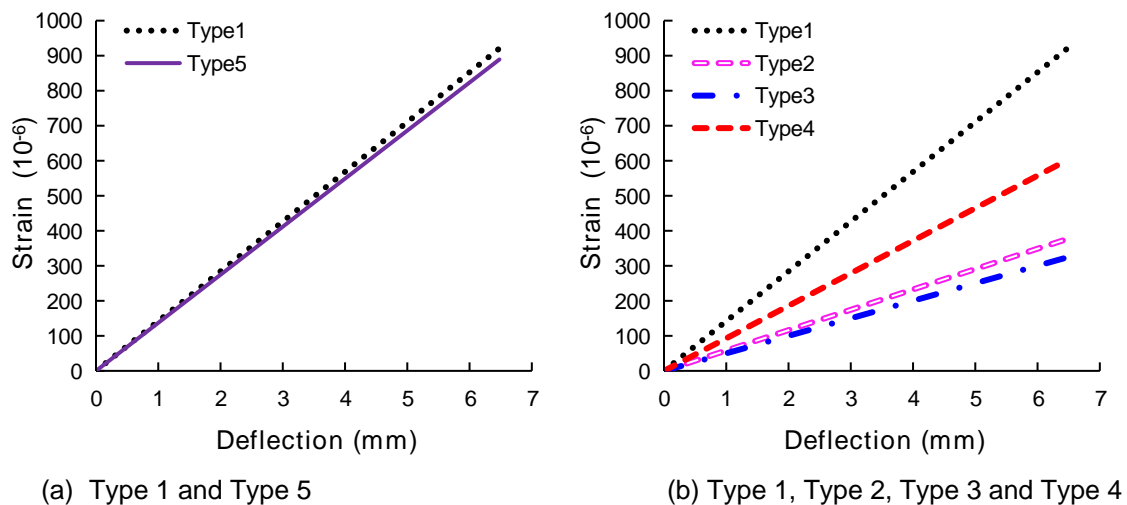 1000
900
800
700
600
500
400
300
200
100
0
Strain (10-6)
Type1
Type5
0 1 2 3 4 5 6 7
Deflection (mm)
(a) Type 1 and Type 5
1000
900
800
700
600
500
400
300
200
100
0
Strain (10-6)
Type1
Type2
Type3
Type4
0 1 2 3 4 5 6 7
Deflection (mm)
(b) Type 1, Type 2, Type 3 and Type 4